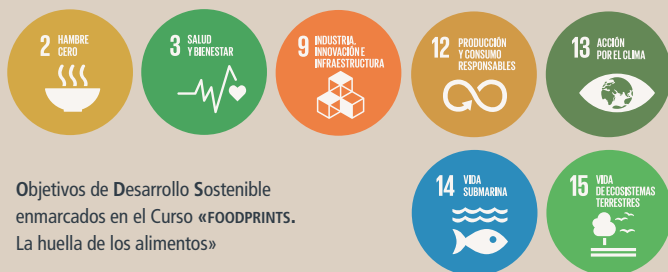 2 HAMBRE
CERO
3 SALUD
Y BIENESTAR
9 INDUSTRIA,
INNOVACIÓN E
INFRAESTRUCTURA
12 PRODUCCIÓN
Y CONSUMO
RESPONSABLES
13 ACCIÓN
POR EL CLIMA
14 VIDA
SUBMARINA
15 VIDA
DE ECOSISTEMAS
TERRESTRES
Objetivos de Desarrollo Sostenible
enmarcados en el Curso «FOODPRINTS.
La huella de los alimentos»